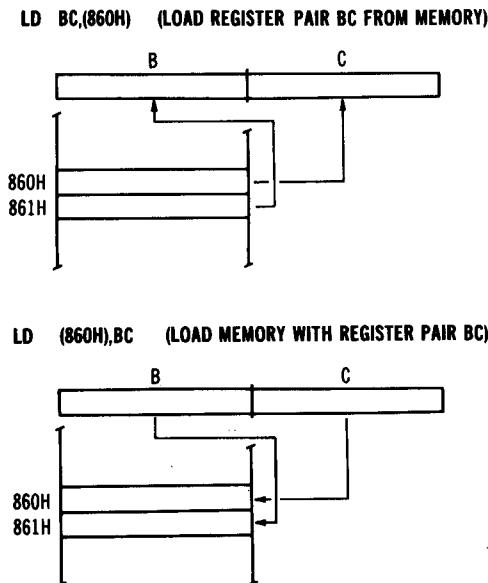 LD BC,(860H) (LOAD REGISTER PAIR BC FROM MEMORY)
B C
860H
861H
LD (860H),BC (LOAD MEMORY WITH REGISTER PAIR BC)
B C
860H
861H